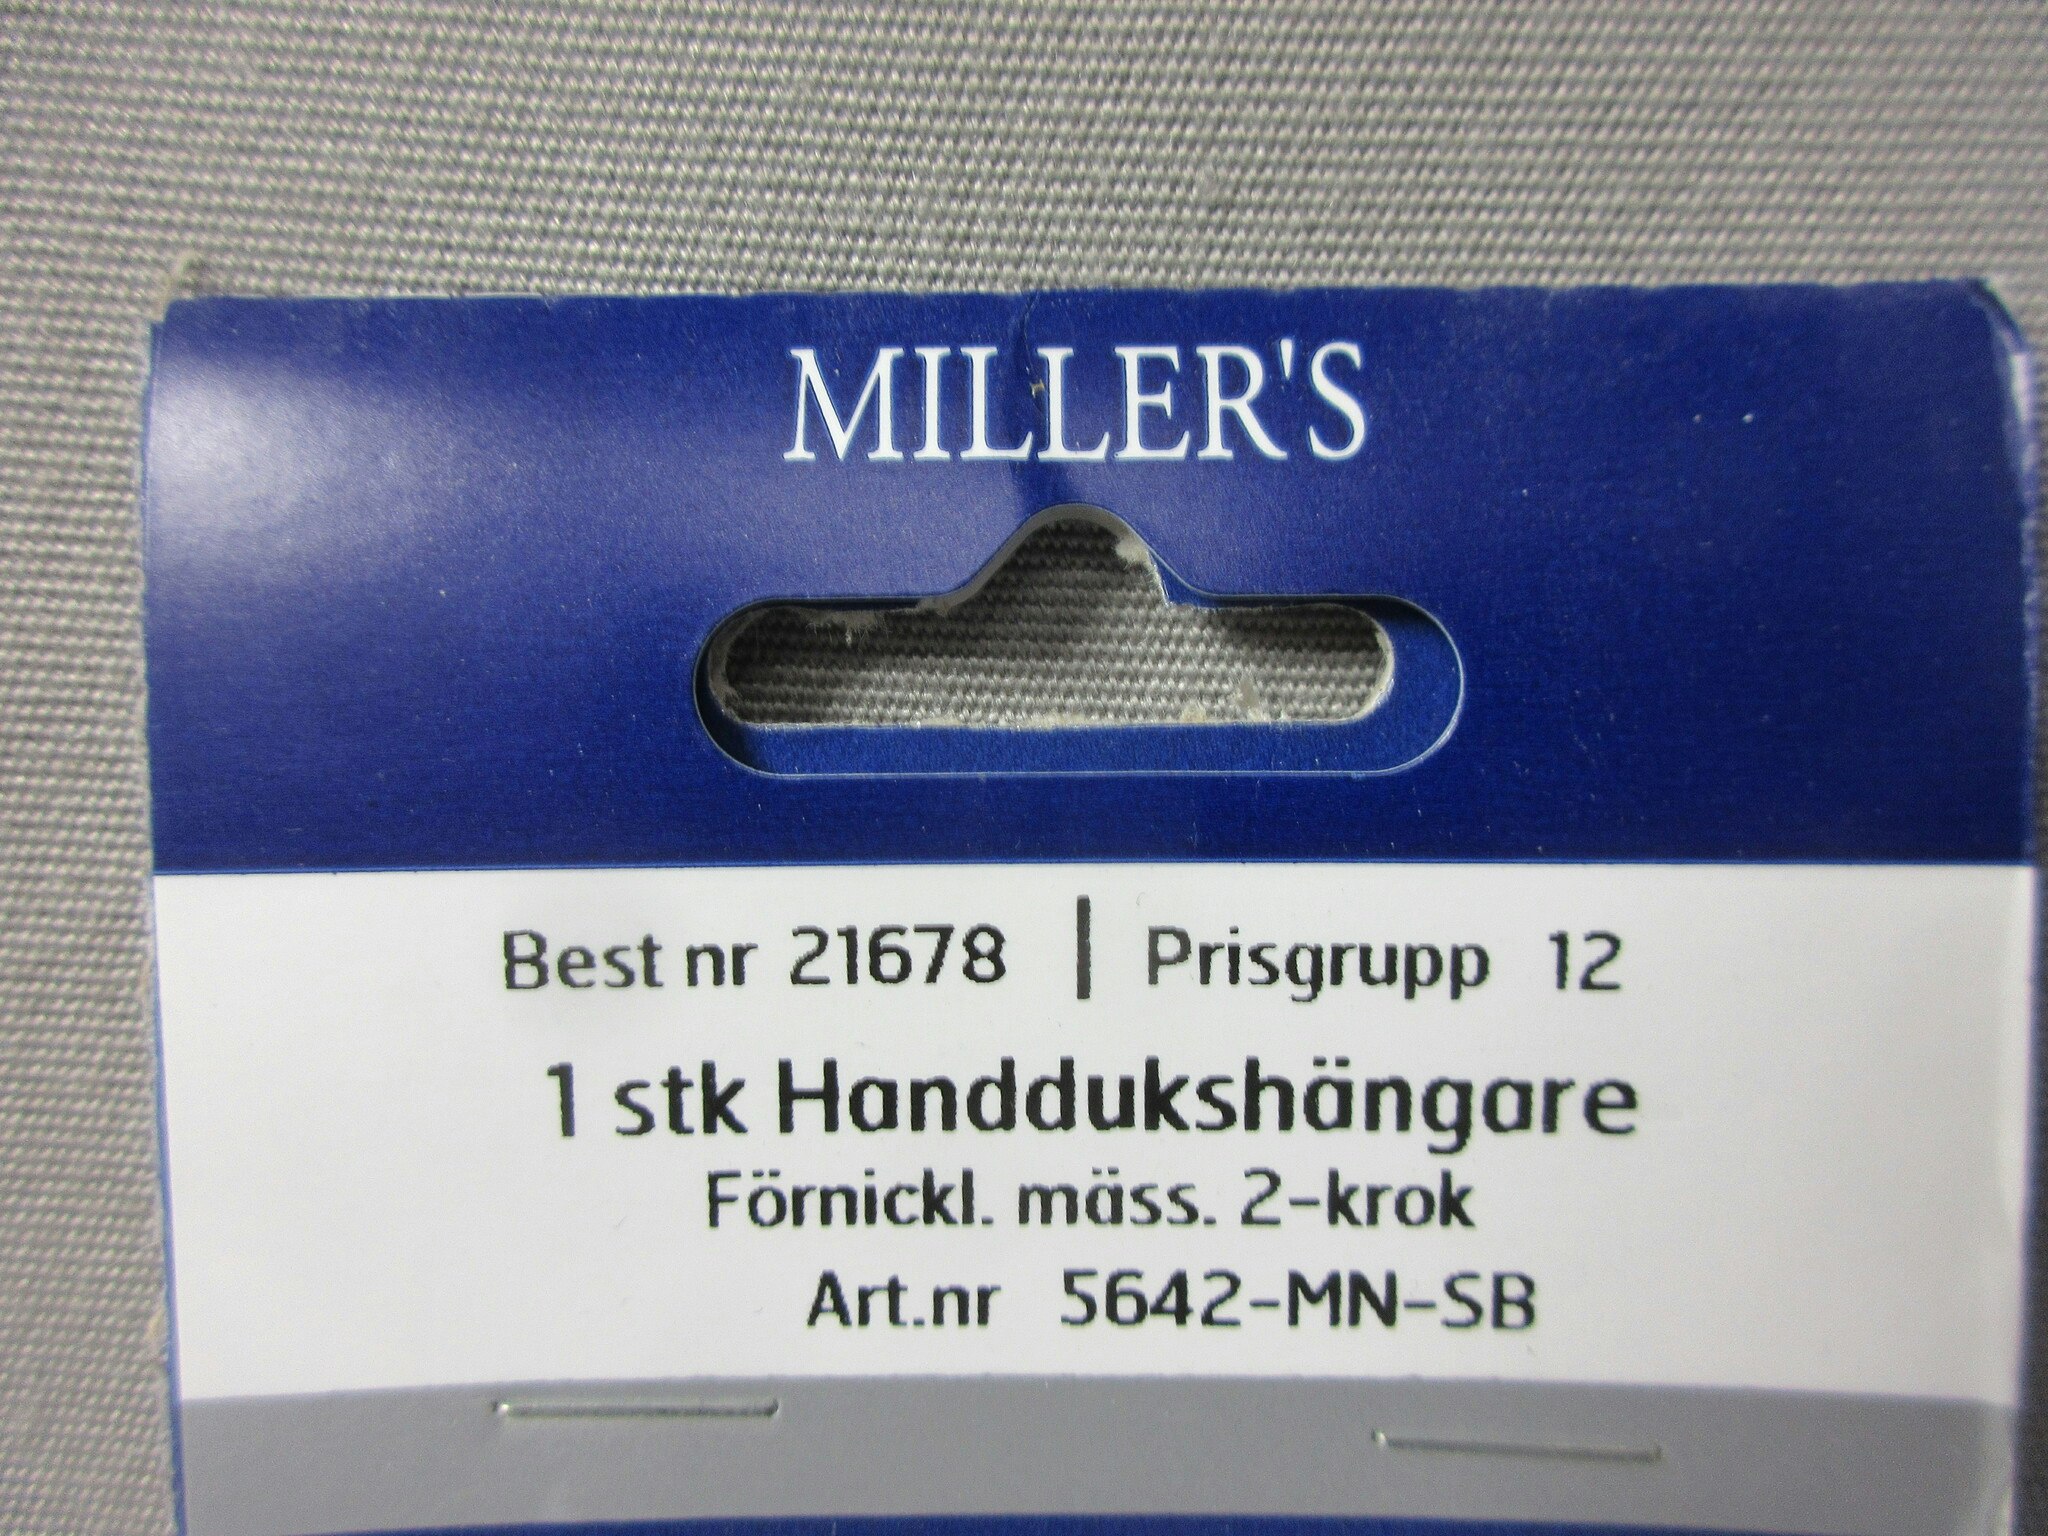 MILLER'S
Best nr 21678 | Prisgrupp 12
1 stk Handdukshängare
Förnickl. mäss. 2-krok
Art.nr 5642-MN-SB